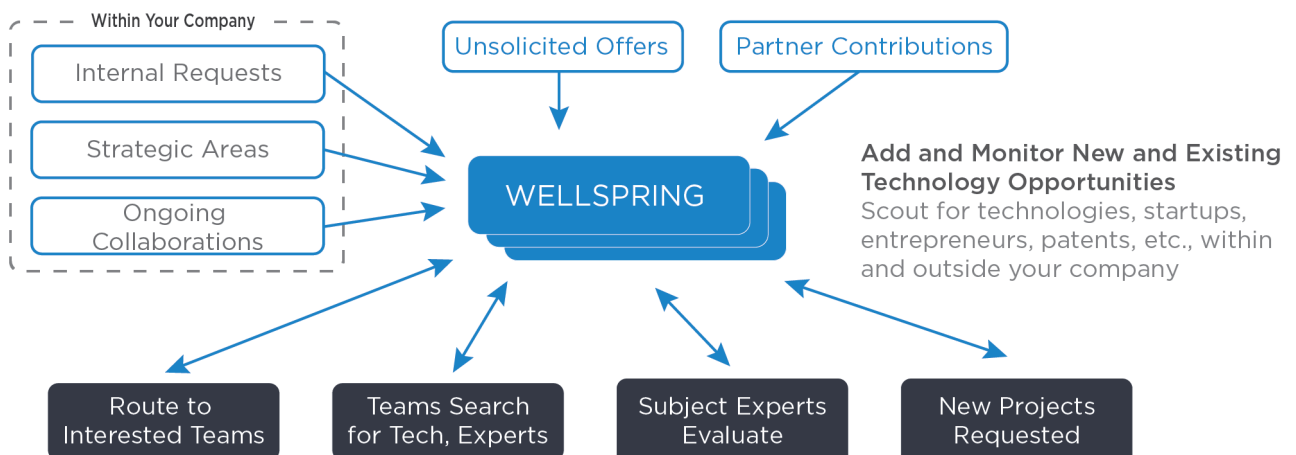 Within Your Company
Internal Requests
Strategic Areas
Ongoing
Collaborations
Unsolicited Offers
Partner Contributions
WELLSPRING
Add and Monitor New and Existing
Technology Opportunities
Scout for technologies, startups,
entrepreneurs, patents, etc., within
and outside your company
Route to
Interested Teams
Teams Search
for Tech, Experts
Subject Experts
Evaluate
New Projects
Requested